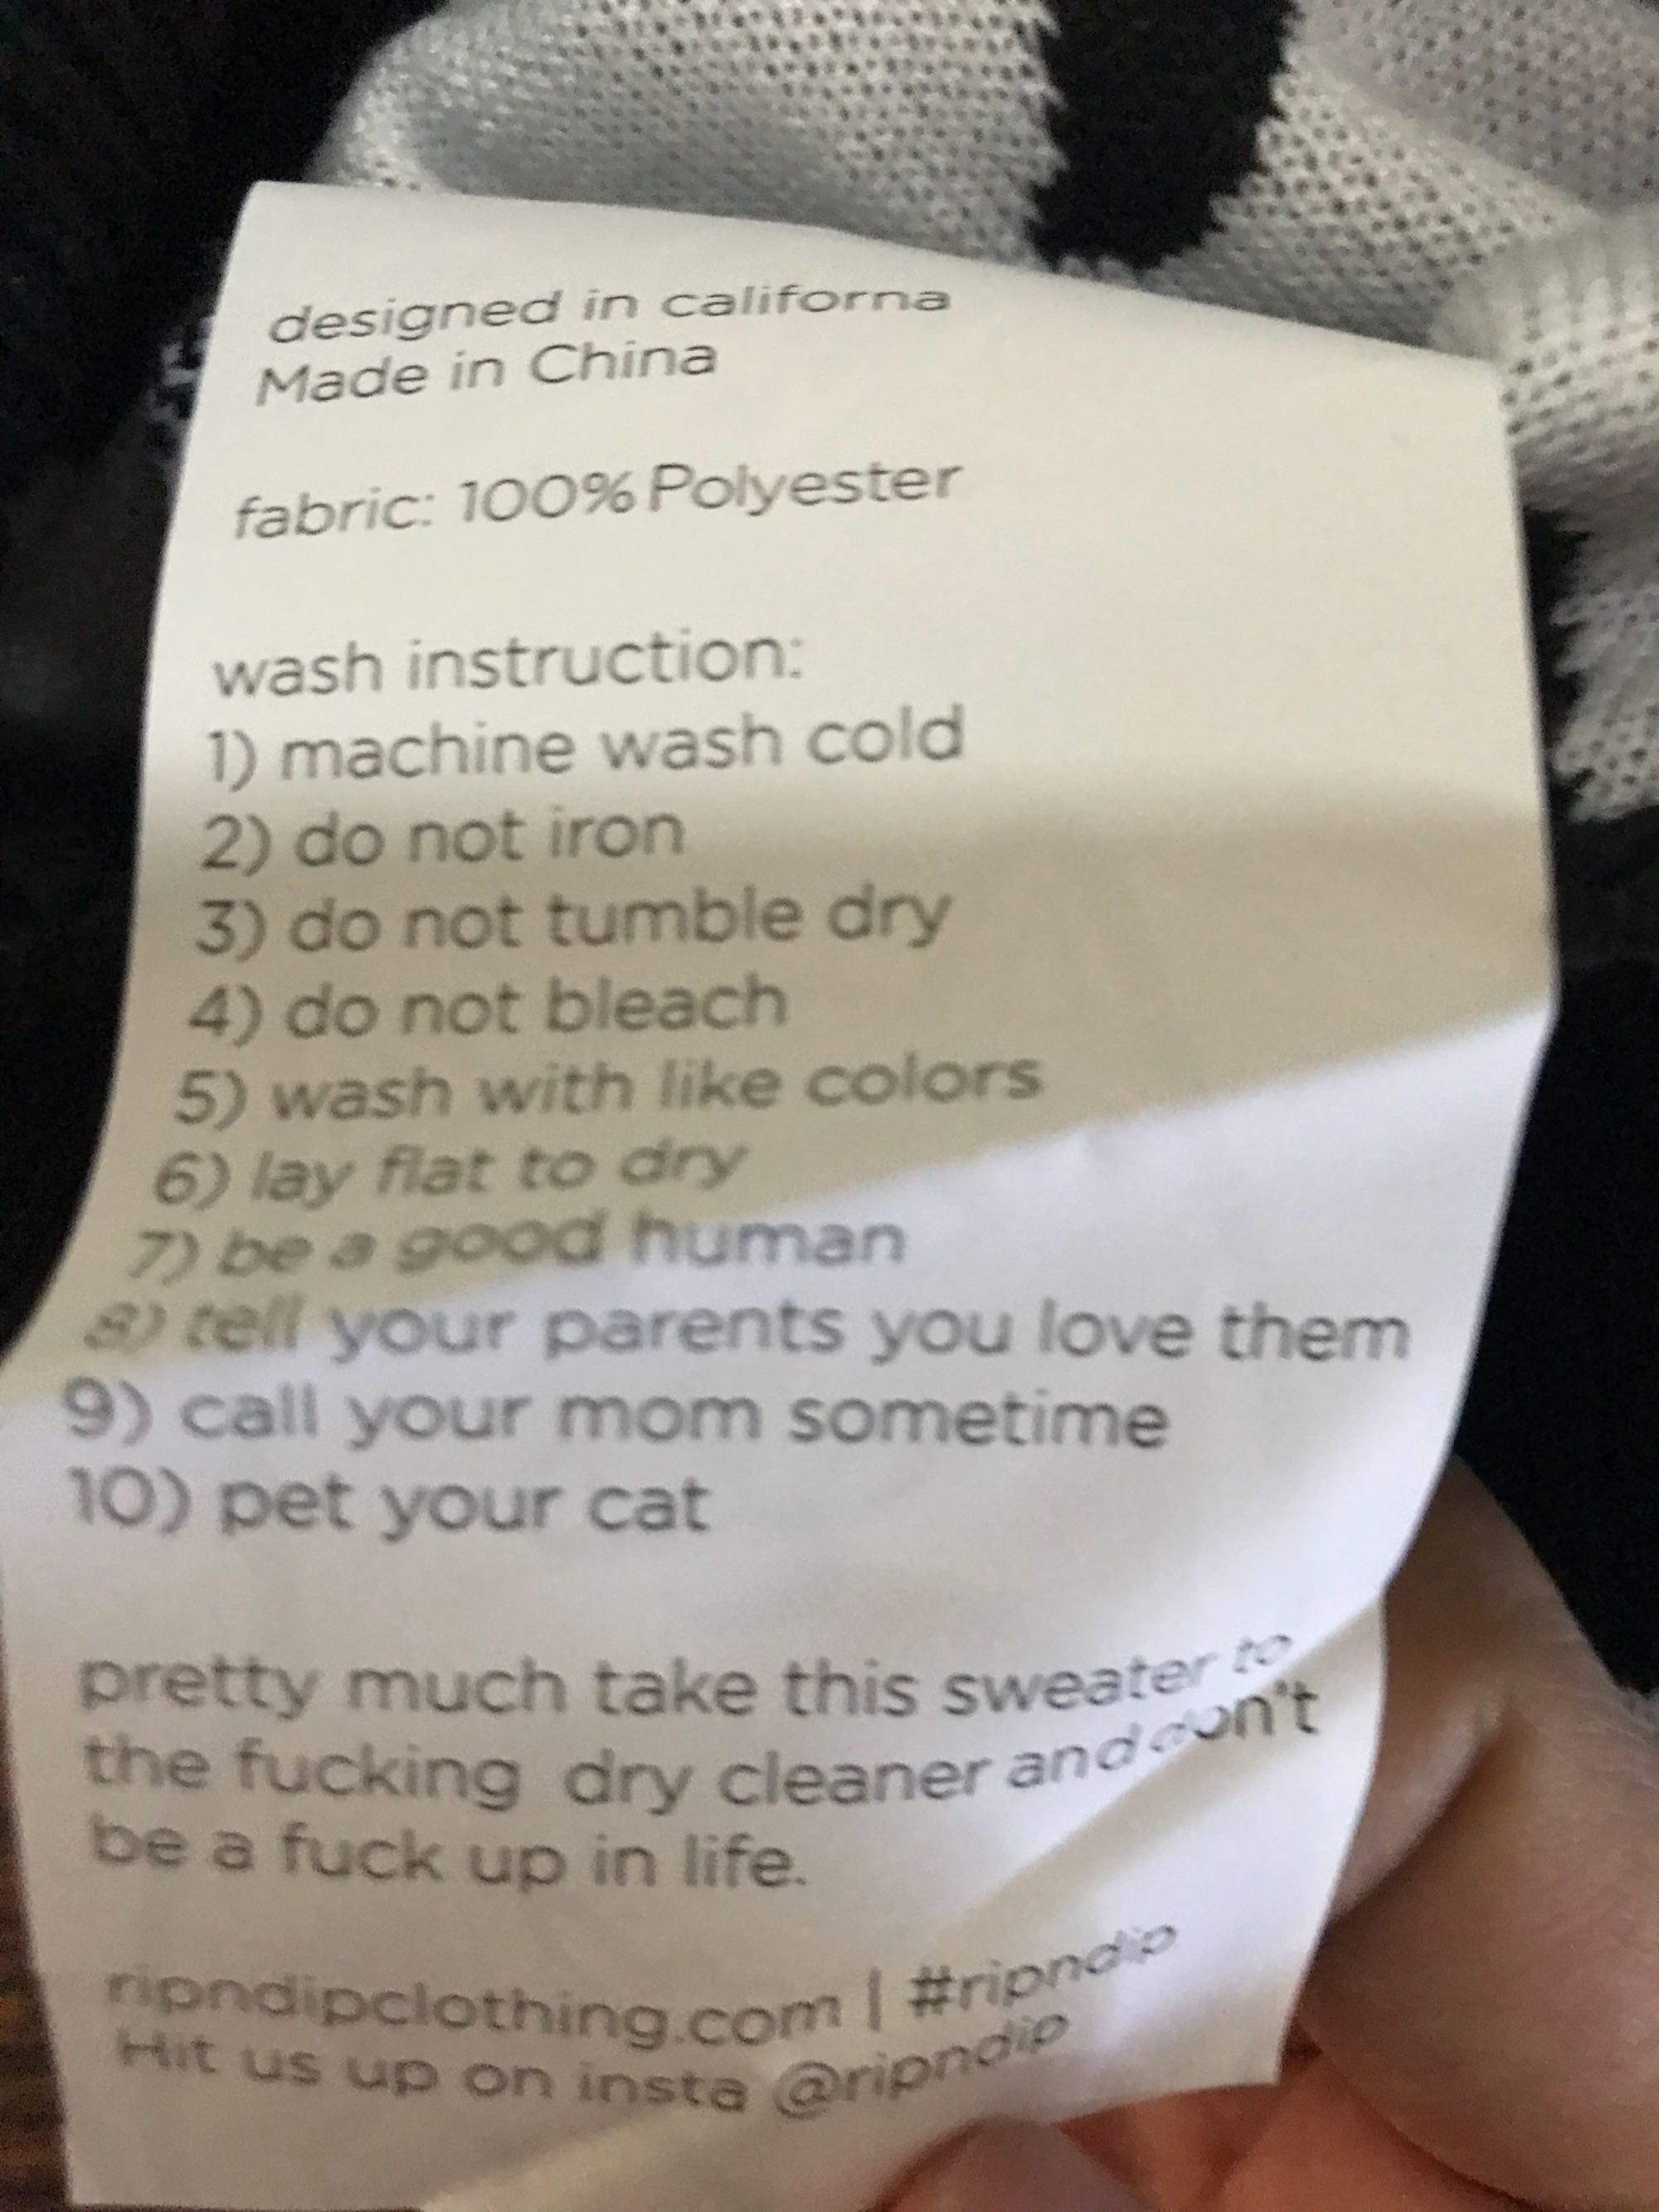 designed in californa
Made in China
fabric: 100% Polyester
wash instruction:
1) machine wash cold
2) do not iron
3) do not tumble dry
4) do not bleach
5) wash with like colors
6) lay flat to dry
7) be a good human
8) tell your parents you love them
9) call your mom sometime
10) pet your cat
pretty much take this sweater to
the fucking dry cleaner and don't
be a fuck up in life.
ripndipclothing.com | #ripndip
Hit us up on insta @ripndip